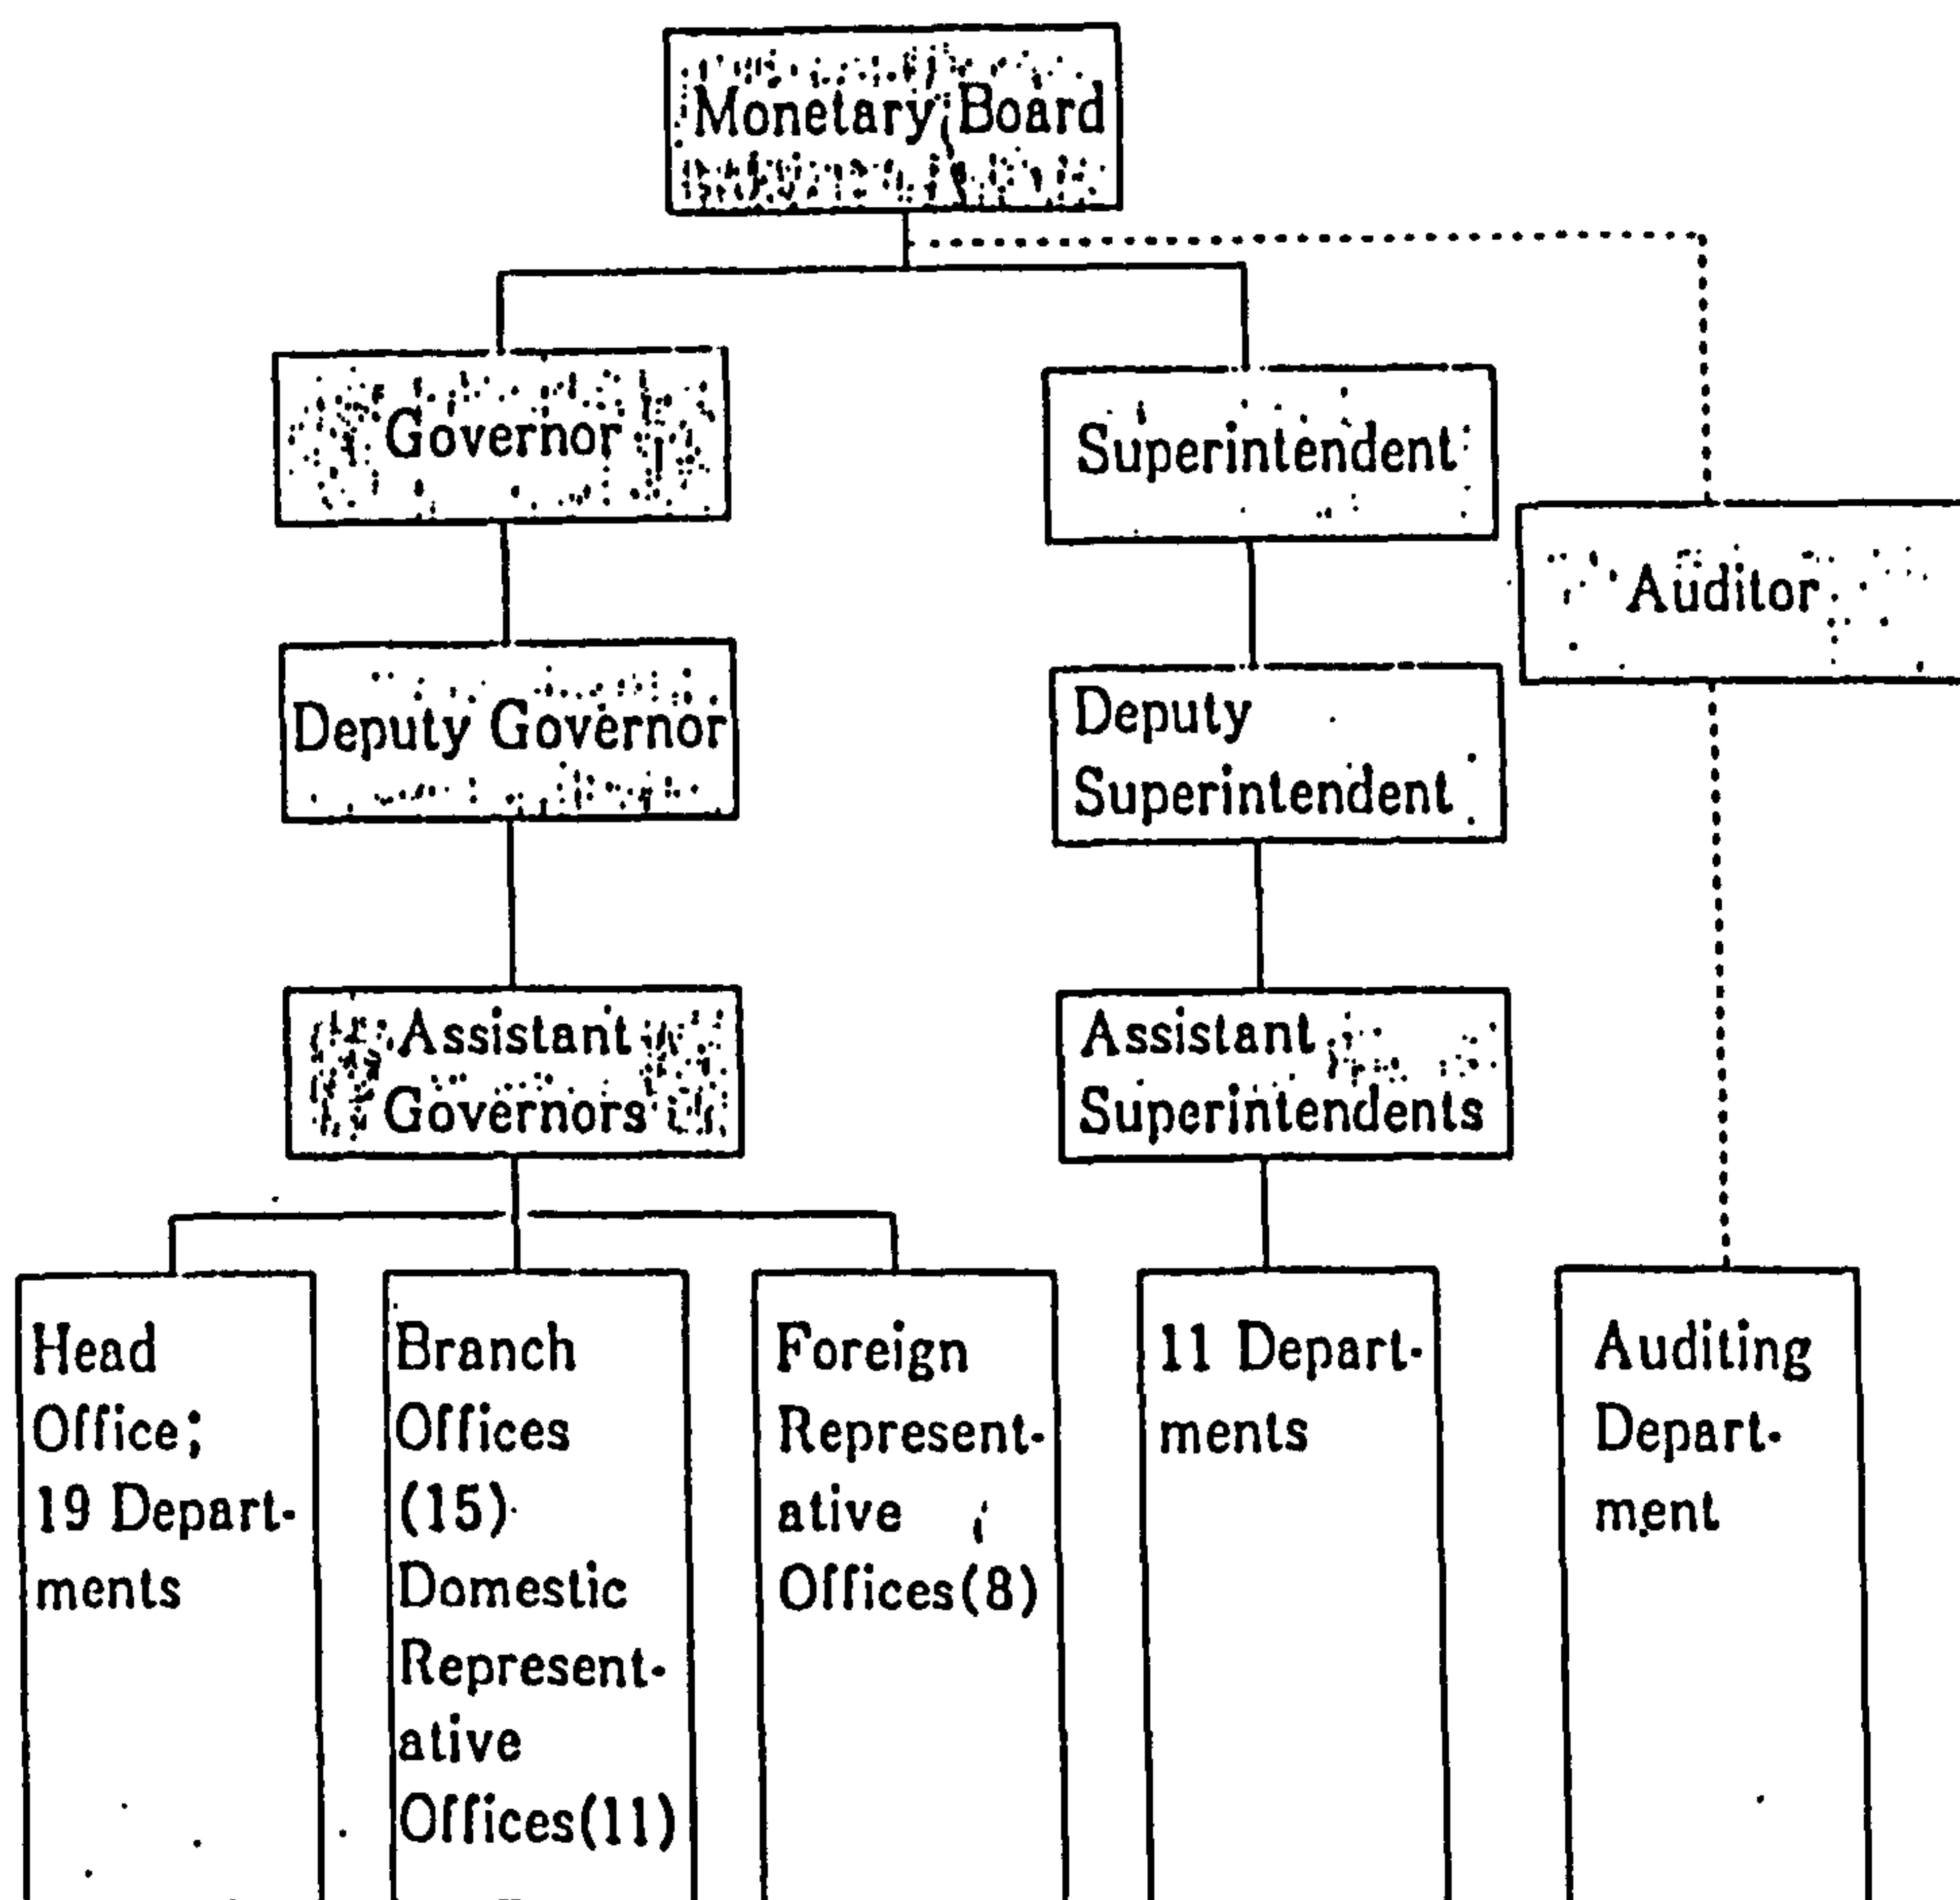 Monetary Board
Governor
Superintendent
Auditor
Deputy Governor
Deputy
Superintendent
Assistant
Governors
Assistant
Superintendents
Head
Office;
19 Depart-
ments
Branch
Offices
(15)
Domestic
Represent-
ative
Offices(11)
Foreign
Represent-
ative
Offices(8)
11 Depart-
ments
Auditing
Depart-
ment